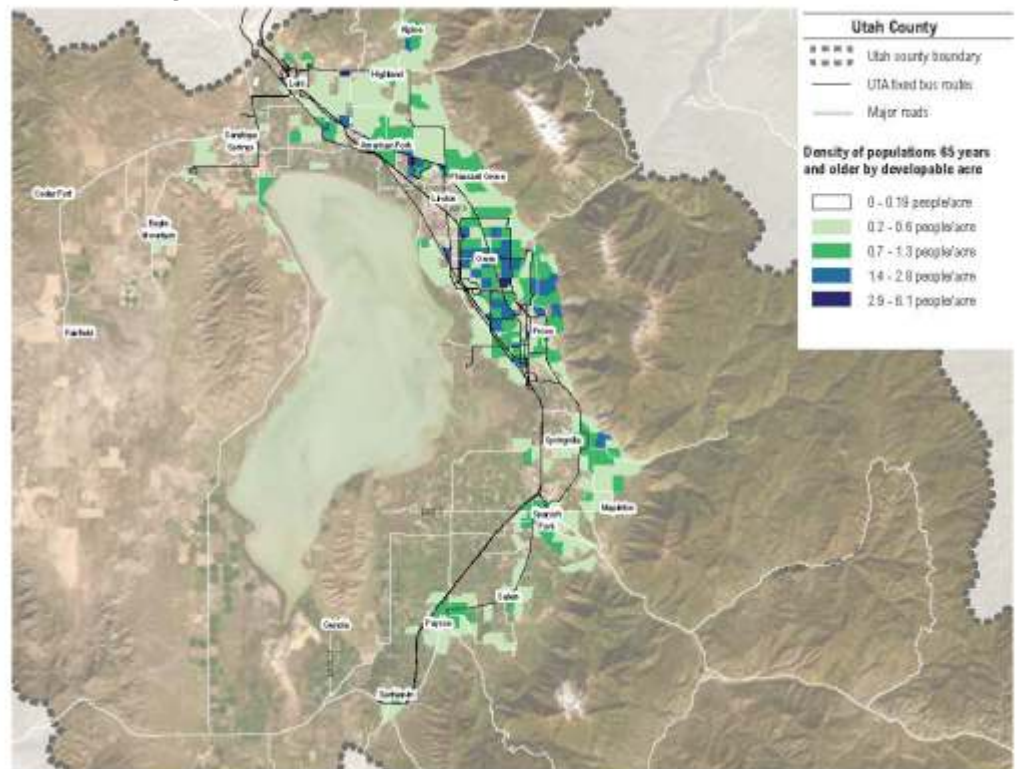 Utah County
Utah county boundary
UTA fixed bus routes
Major roads
Density of populations 65 years
and older by developable acre
0 - 0.19 people/acre
0.2 - 0.6 people/acre
0.7 - 1.3 people/acre
1.4 - 2.8 people/acre
2.9 - 6.1 people/acre
Alpine
Highland
Lehi
Saratoga
Springs
American Fork
Pleasant Grove
Cedar Fort
Lindon
Eagle
Mountain
Orem
Fairfield
Provo
Springville
Mapleton
Spanish
Fork
Salem
Payson
Genola
Santaquin